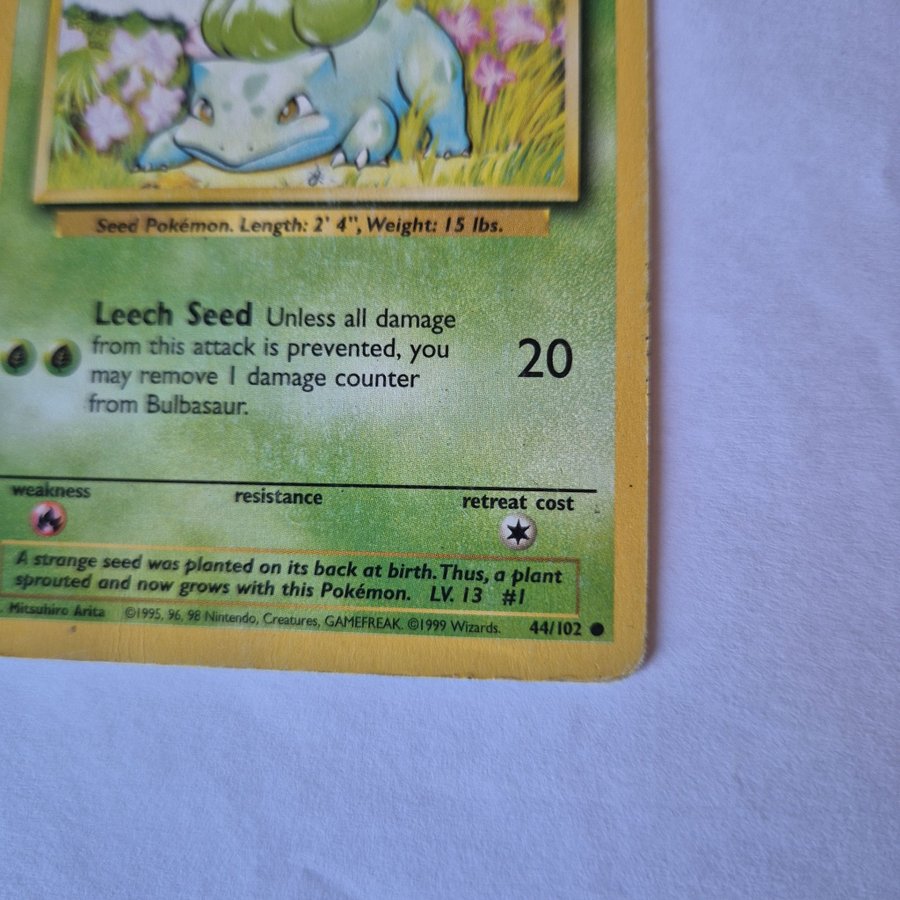 Seed Pokémon. Length: 2' 4", Weight: 15 lbs.
Leech Seed Unless all damage
from this attack is prevented, you
may remove 1 damage counter
from Bulbasaur.
20
weakness resistance retreat cost
A strange seed was planted on its back at birth. Thus, a plant
sprouted and now grows with this Pokémon. LV. 13 #1
. Mitsuhiro Arita ©1995, 96, 98 Nintendo, Creatures, GAMEFREAK. ©1999 Wizards. 44/102